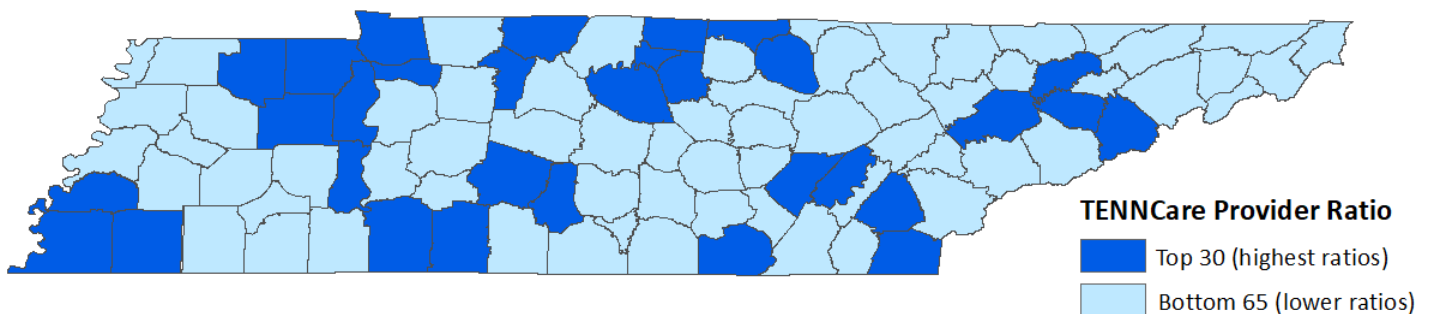 TENNCare Provider Ratio
Top 30 (highest ratios)
Bottom 65 (lower ratios)